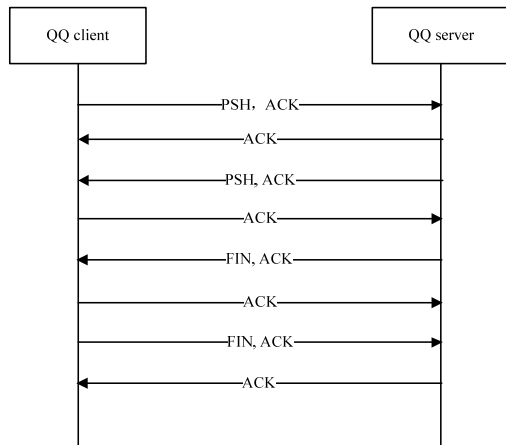 QQ client
QQ server
PSH， ACK
ACK
PSH, ACK
ACK
FIN, ACK
ACK
FIN, ACK
ACK